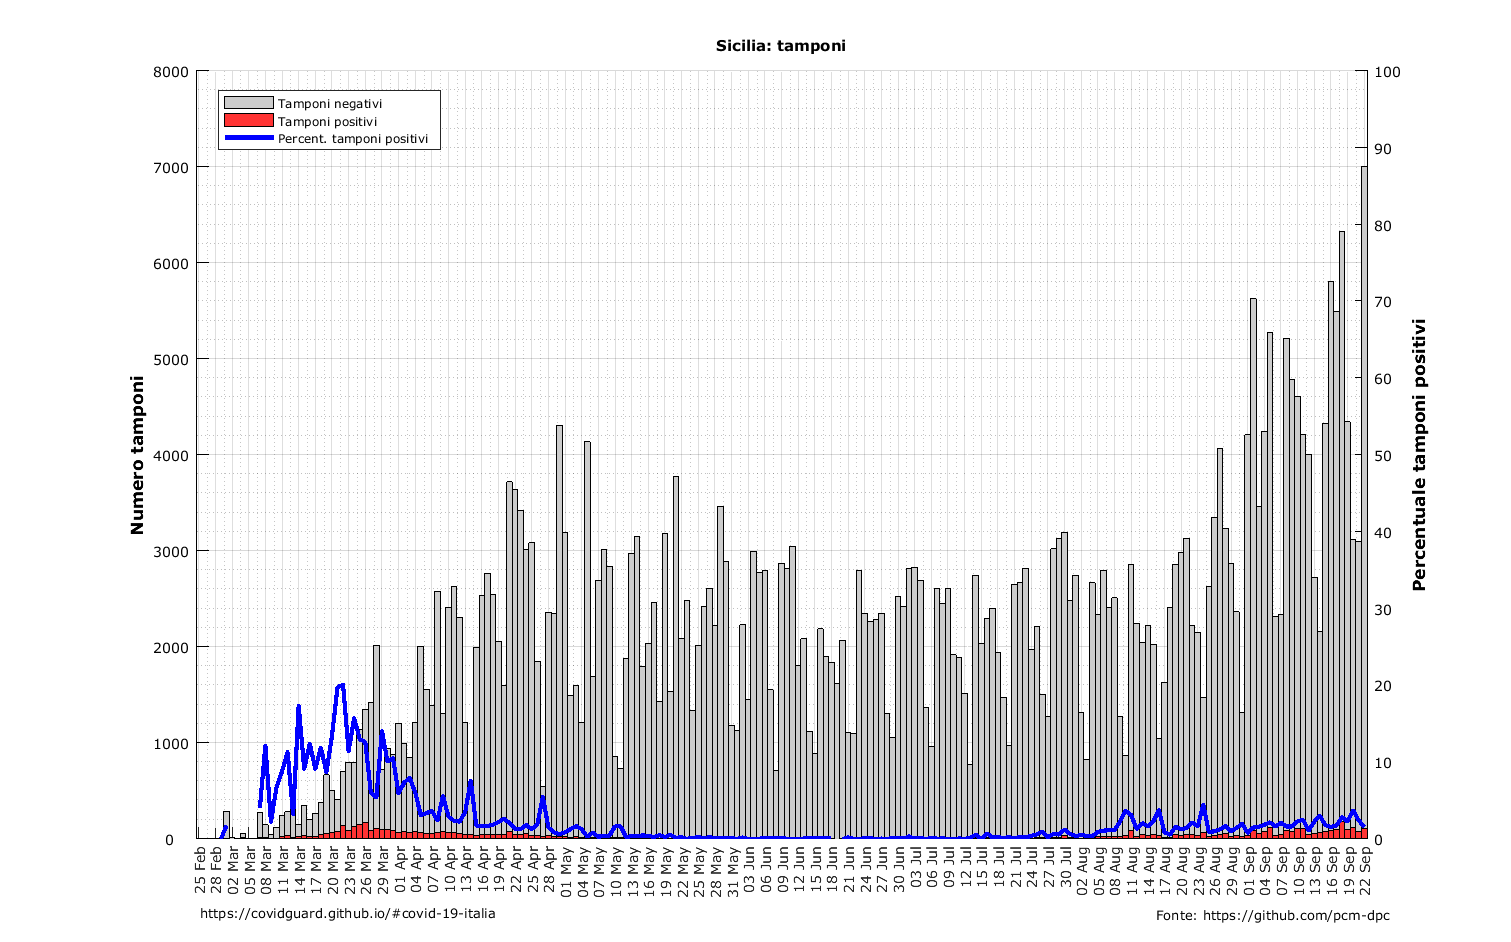 Sicilia: tamponi
Tamponi negativi
Tamponi positivi
Percent. tamponi positivi
Numero tamponi
8000
7000
6000
5000
4000
3000
2000
1000
0
Percentuale tamponi positivi
100
90
80
70
60
50
40
30
20
10
0
25 Feb
28 Feb
02 Mar
05 Mar
08 Mar
11 Mar
14 Mar
17 Mar
20 Mar
23 Mar
26 Mar
29 Mar
01 Apr
04 Apr
07 Apr
10 Apr
13 Apr
16 Apr
19 Apr
22 Apr
25 Apr
28 Apr
01 May
04 May
07 May
10 May
13 May
16 May
19 May
22 May
25 May
28 May
31 May
03 Jun
06 Jun
09 Jun
12 Jun
15 Jun
18 Jun
21 Jun
24 Jun
27 Jun
30 Jun
03 Jul
06 Jul
09 Jul
12 Jul
15 Jul
18 Jul
21 Jul
24 Jul
27 Jul
30 Jul
02 Aug
05 Aug
08 Aug
11 Aug
14 Aug
17 Aug
20 Aug
23 Aug
26 Aug
29 Aug
01 Sep
04 Sep
07 Sep
10 Sep
13 Sep
16 Sep
19 Sep
22 Sep
https://covidguard.github.io/#covid-19-italia
Fonte: https://github.com/pcm-dpc